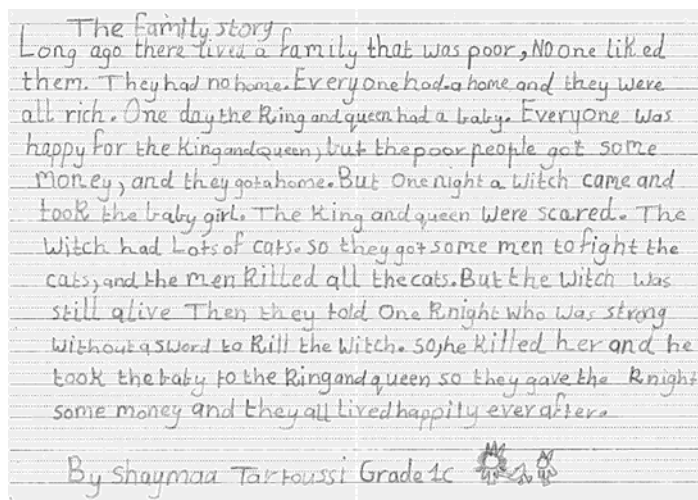 The family story
Long ago there lived a family that was poor, No one liked
them. They had no home. Everyone had a home and they were
all rich. One day the King and queen had a baby. Everyone was
happy for the King and Queen, but the poor people got some
money, and they got a home. But One night a Witch came and
took the baby girl. The King and queen Were scared. The
Witch had Lots of cats. so they got some men to fight the
cats, and the men Killed all the cats. But the Witch was
still alive Then they told One Knight who was strong
without a sword to Kill the Witch. So, he Killed her and he
took the baby to the King and queen so they gave the Knight
some money and they all lived happily ever after.
By Shaymaa Tartoussi Grade 1c